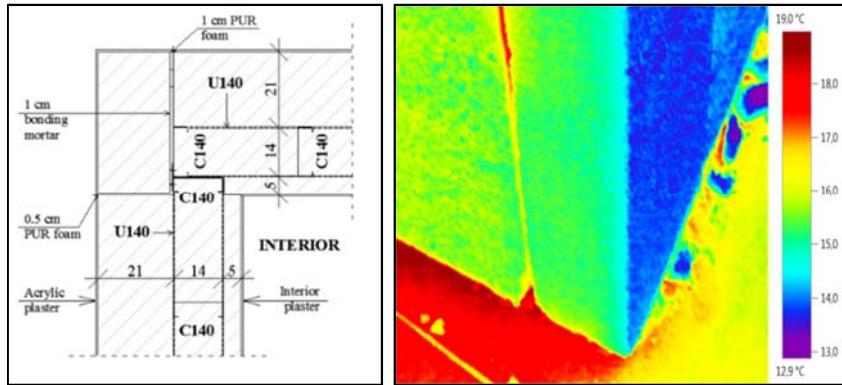 1 cm PUR
foam
U140
21
1 cm
bonding
mortar
C140
14
C140
5
C140
0.5 cm
PUR foam
U140
INTERIOR
21
14
5
Acrylic
plaster
Interior
plaster
C140
19,0 °C
18,0
17,0
16,0
15,0
14,0
13,0
12,9 °C